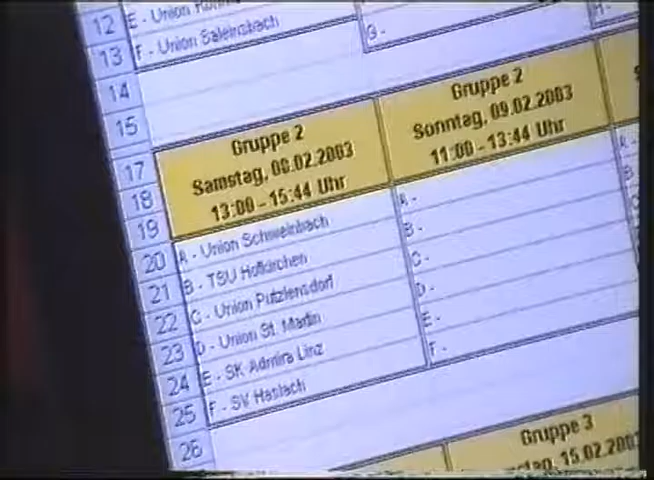 12 E - Union
13 F - Union Saleinsbach
G -
H -
14
15
17 Gruppe 2 Gruppe 2
18 Samstag, 08.02.2003 Sonntag, 09.02.2003
19 13:00 - 15:44 Uhr 11:00 - 13:44 Uhr
20 A - Union Schweinbach A -
21 B - TSU Hofkirchen B -
22 C - Union Putzleinsdorf C -
23 D - Union St. Martin D -
24 E - SK Admira Linz E -
25 F - SV Haslach F -
26
Gruppe 3
15.02.2003